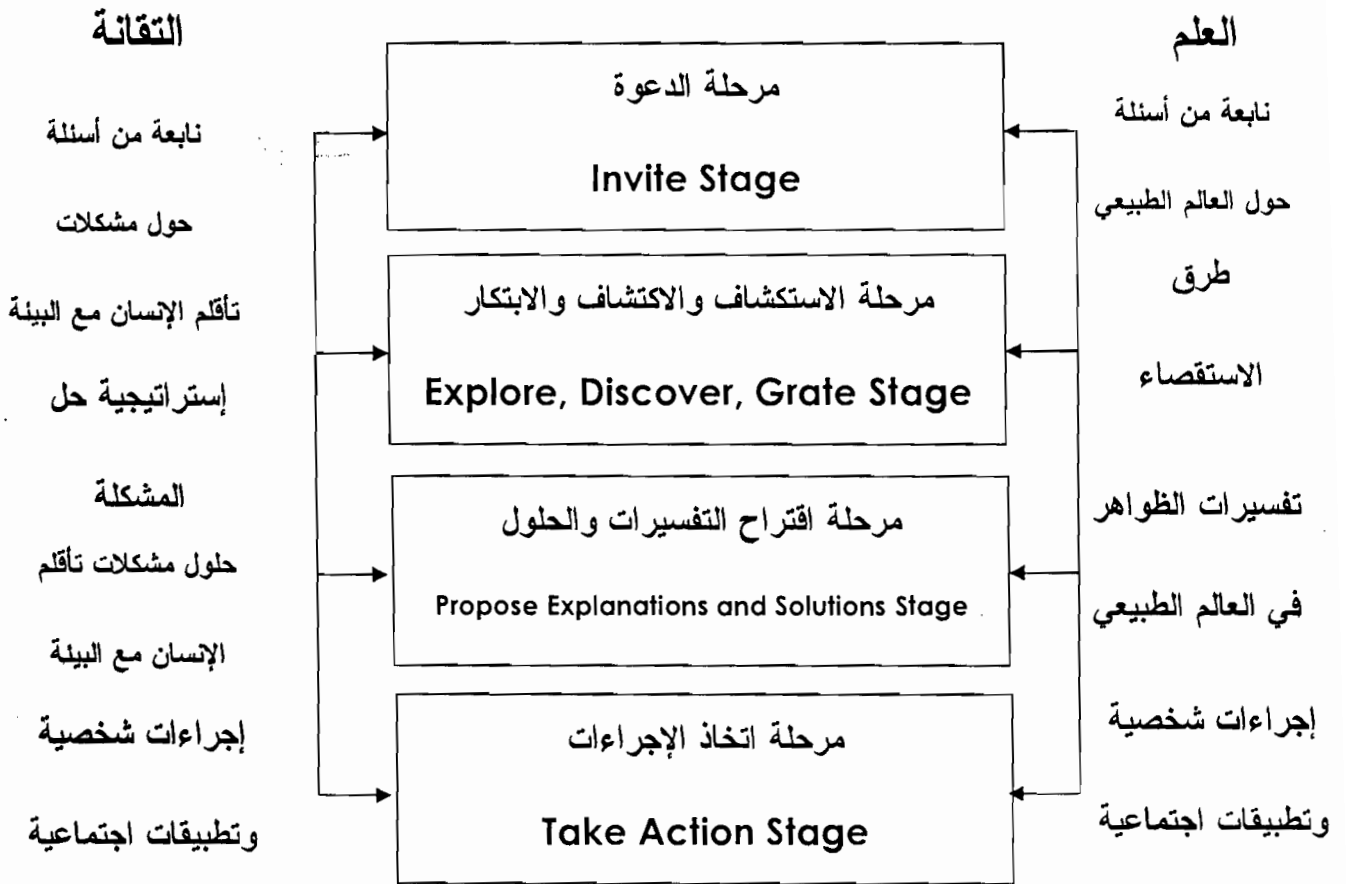 العلم
نابعة من أسئلة
حول العالم الطبيعي
طرق
الاستقصاء
تفسيرات الظواهر
في العالم الطبيعي
إجراءات شخصية
وتطبيقات اجتماعية
مرحلة الدعوة
Invite Stage
مرحلة الاستكشاف والاكتشاف والابتكار
Explore, Discover, Grate Stage
مرحلة اقتراح التفسيرات والحلول
Propose Explanations and Solutions Stage
مرحلة اتخاذ الإجراءات
Take Action Stage
التقانة
نابعة من أسئلة
حول مشكلات
تأقلم الإنسان مع البيئة
إستراتيجية حل
المشكلة
حلول مشكلات تأقلم
الإنسان مع البيئة
إجراءات شخصية
وتطبيقات اجتماعية